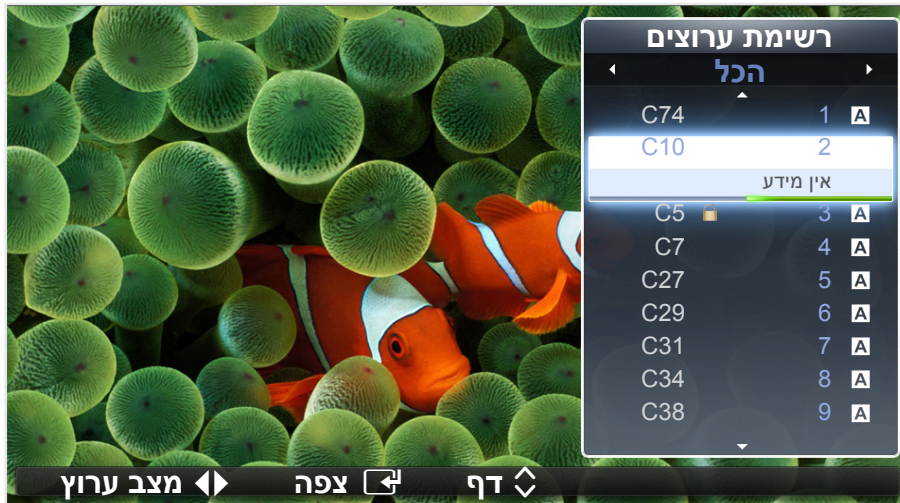 רשימת ערוצים
הכל
A 1 C74
2 C10
אין מידע
A 3 C5
A 4 C7
A 5 C27
A 6 C29
A 7 C31
A 8 C34
A 9 C38
דף צפה מצב ערוץ